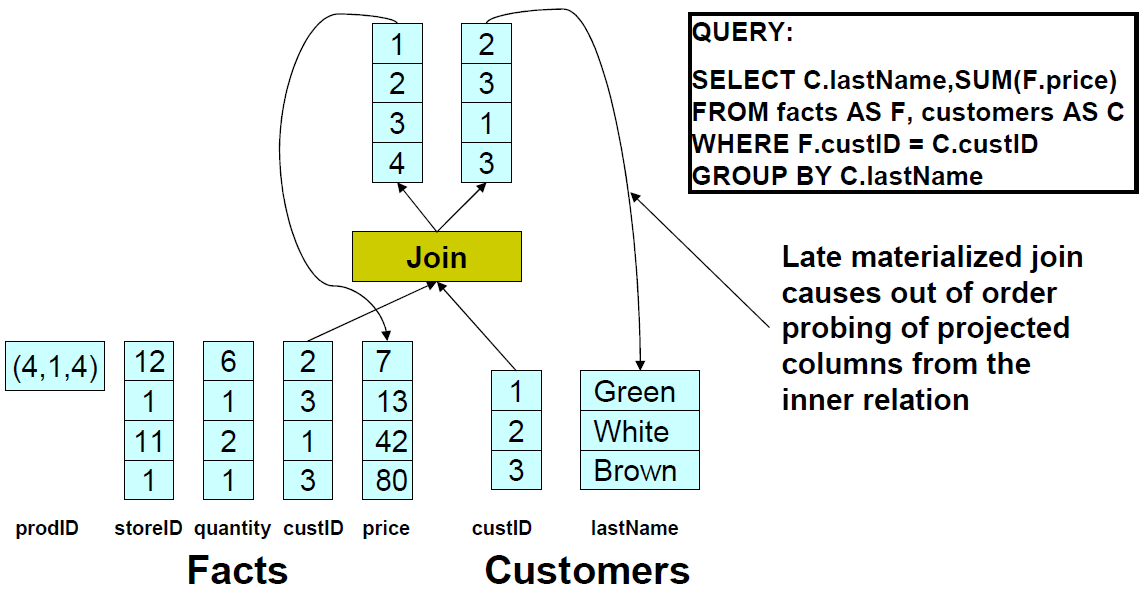 QUERY:
SELECT C.lastName,SUM(F.price)
FROM facts AS F, customers AS C
WHERE F.custID = C.custID
GROUP BY C.lastName
1
2
3
4
2
3
1
3
Join
Late materialized join
causes out of order
probing of projected
columns from the
inner relation
(4,1,4)
12
1
11
1
6
1
2
1
2
3
1
3
7
13
42
80
1
2
3
Green
White
Brown
prodID
storeID
quantity
custID
price
custID
lastName
Facts
Customers